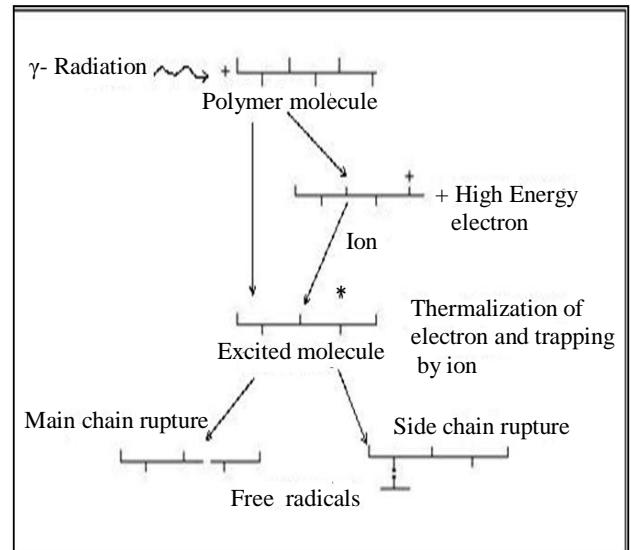 γ- Radiation
+
Polymer molecule
+
+ High Energy
electron
Ion
*
Thermalization of
electron and trapping
by ion
Excited molecule
Main chain rupture
Side chain rupture
Free radicals